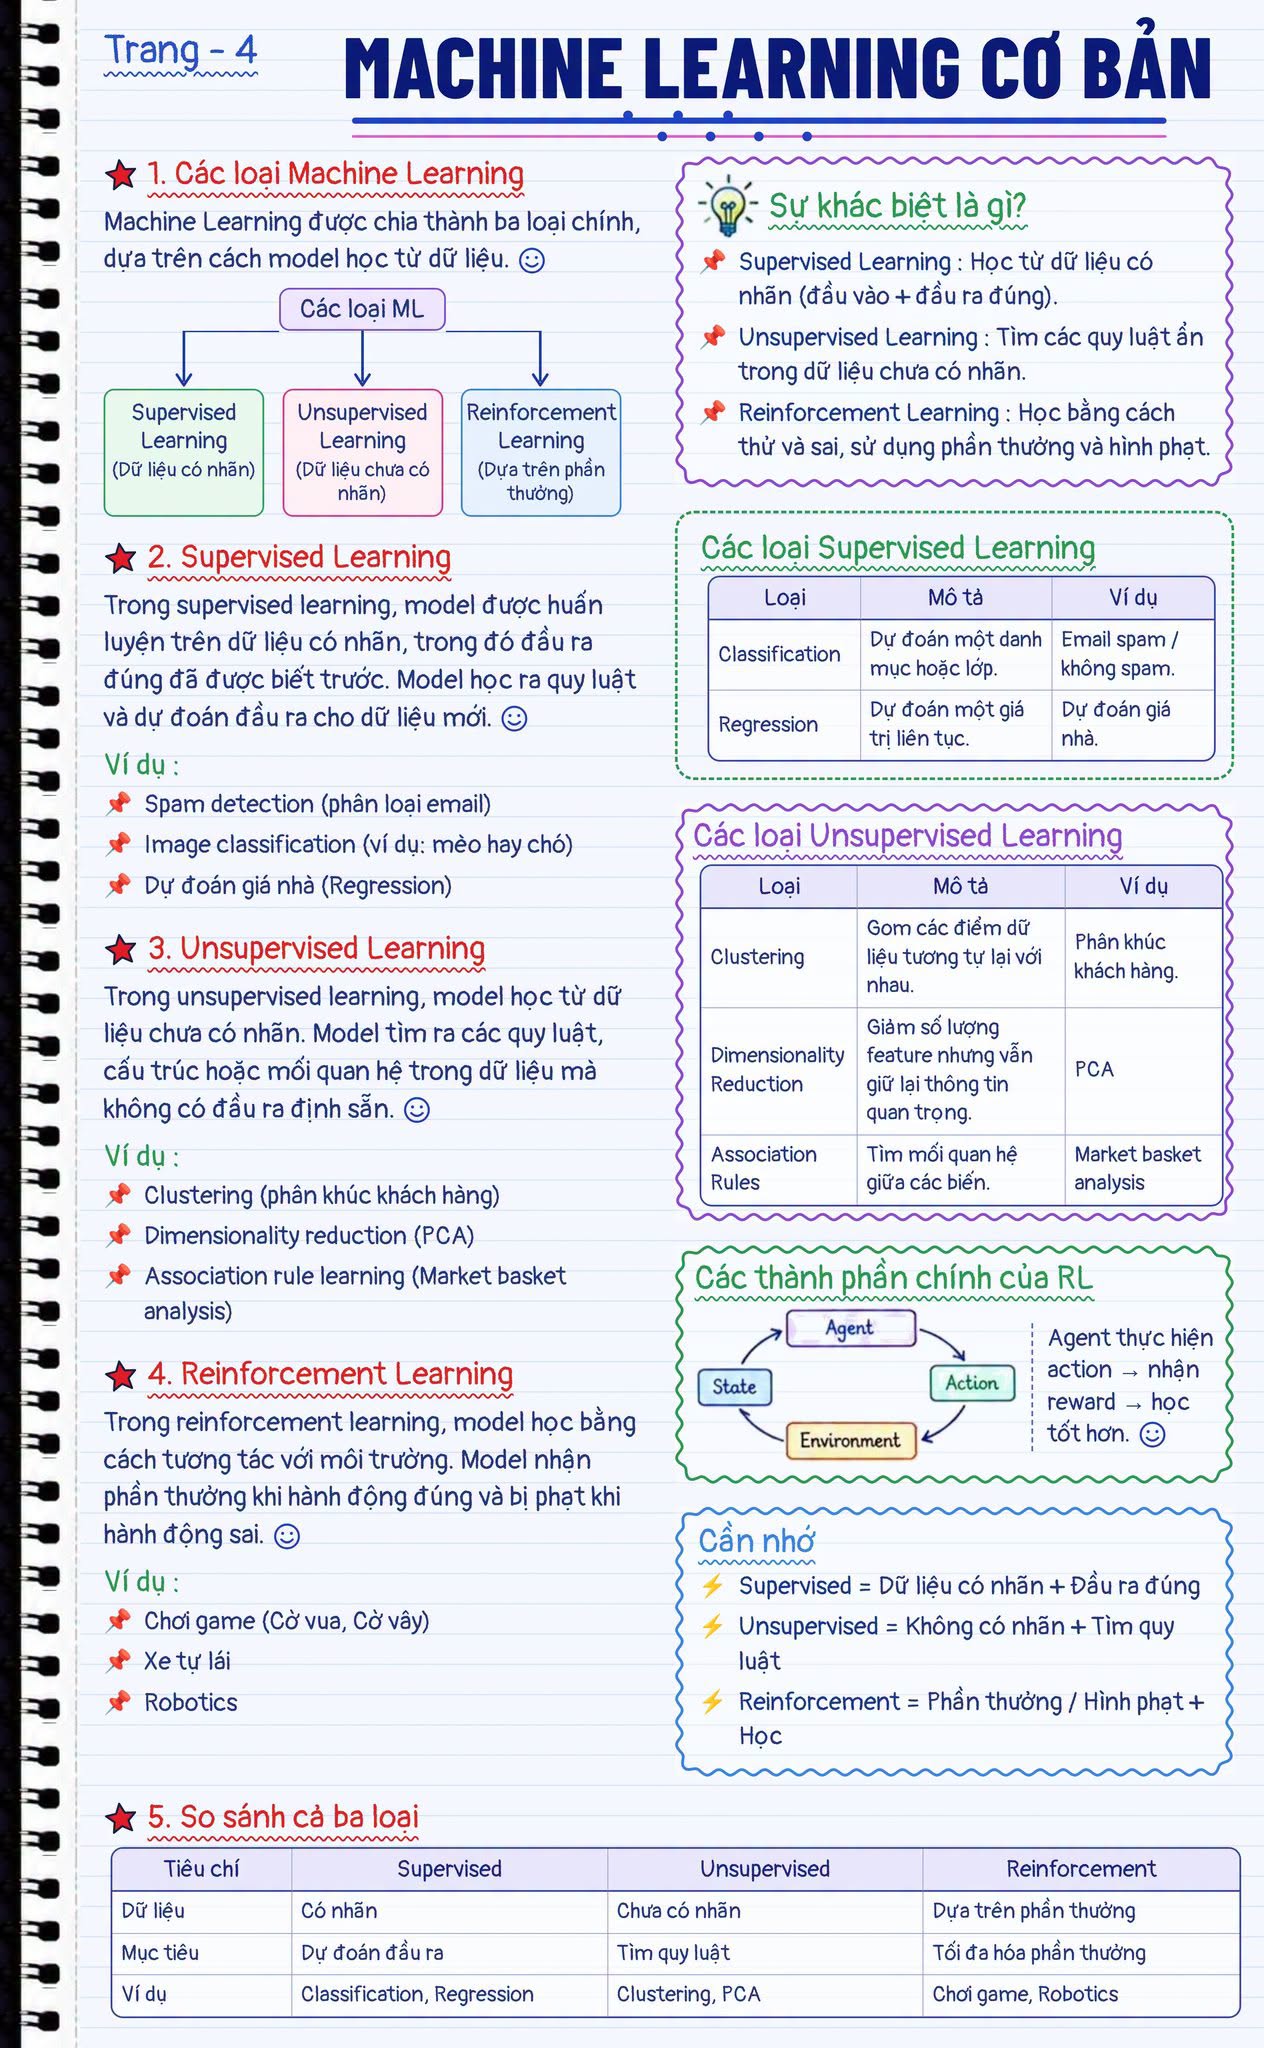 Trang - 4
MACHINE LEARNING CƠ BẢN
1. Các loại Machine Learning
Machine Learning được chia thành ba loại chính,
dựa trên cách model học từ dữ liệu.
Các loại ML
Supervised
Learning
(Dữ liệu có nhãn)
Unsupervised
Learning
(Dữ liệu chưa có
nhãn)
Reinforcement
Learning
(Dựa trên phần
thưởng)
2. Supervised Learning
Trong supervised learning, model được huấn
luyện trên dữ liệu có nhãn, trong đó đầu ra
đúng đã được biết trước. Model học ra quy luật
và dự đoán đầu ra cho dữ liệu mới.
Ví dụ :
Spam detection (phân loại email)
Image classification (ví dụ: mèo hay chó)
Dự đoán giá nhà (Regression)
3. Unsupervised Learning
Trong unsupervised learning, model học từ dữ
liệu chưa có nhãn. Model tìm ra các quy luật,
cấu trúc hoặc mối quan hệ trong dữ liệu mà
không có đầu ra định sẵn.
Ví dụ :
Clustering (phân khúc khách hàng)
Dimensionality reduction (PCA)
Association rule learning (Market basket
analysis)
4. Reinforcement Learning
Trong reinforcement learning, model học bằng
cách tương tác với môi trường. Model nhận
phần thưởng khi hành động đúng và bị phạt khi
hành động sai.
Ví dụ :
Chơi game (Cờ vua, Cờ vây)
Xe tự lái
Robotics
Sự khác biệt là gì?
Supervised Learning : Học từ dữ liệu có
nhãn (đầu vào + đầu ra đúng).
Unsupervised Learning : Tìm các quy luật ẩn
trong dữ liệu chưa có nhãn.
Reinforcement Learning : Học bằng cách
thử và sai, sử dụng phần thưởng và hình phạt.
Các loại Supervised Learning
Loại Mô tả Ví dụ
Classification
Dự đoán một danh
mục hoặc lớp.
Email spam /
không spam.
Regression
Dự đoán một giá
trị liên tục.
Dự đoán giá
nhà.
Các loại Unsupervised Learning
Loại Mô tả Ví dụ
Clustering
Gom các điểm dữ
liệu tương tự lại với
nhau.
Phân khúc
khách hàng.
Dimensionality
Reduction
Giảm số lượng
feature nhưng vẫn
giữ lại thông tin
quan trọng.
PCA
Association
Rules
Tìm mối quan hệ
giữa các biến.
Market basket
analysis
Các thành phần chính của RL
Agent
State
Action
Environment
Agent thực hiện
action → nhận
reward → học
tốt hơn.
Cần nhớ
Supervised = Dữ liệu có nhãn + Đầu ra đúng
Unsupervised = Không có nhãn + Tìm quy
luật
Reinforcement = Phần thưởng / Hình phạt +
Học
5. So sánh cả ba loại
Tiêu chí Supervised Unsupervised Reinforcement
Dữ liệu Có nhãn Chưa có nhãn Dựa trên phần thưởng
Mục tiêu Dự đoán đầu ra Tìm quy luật Tối đa hóa phần thưởng
Ví dụ Classification, Regression Clustering, PCA Chơi game, Robotics